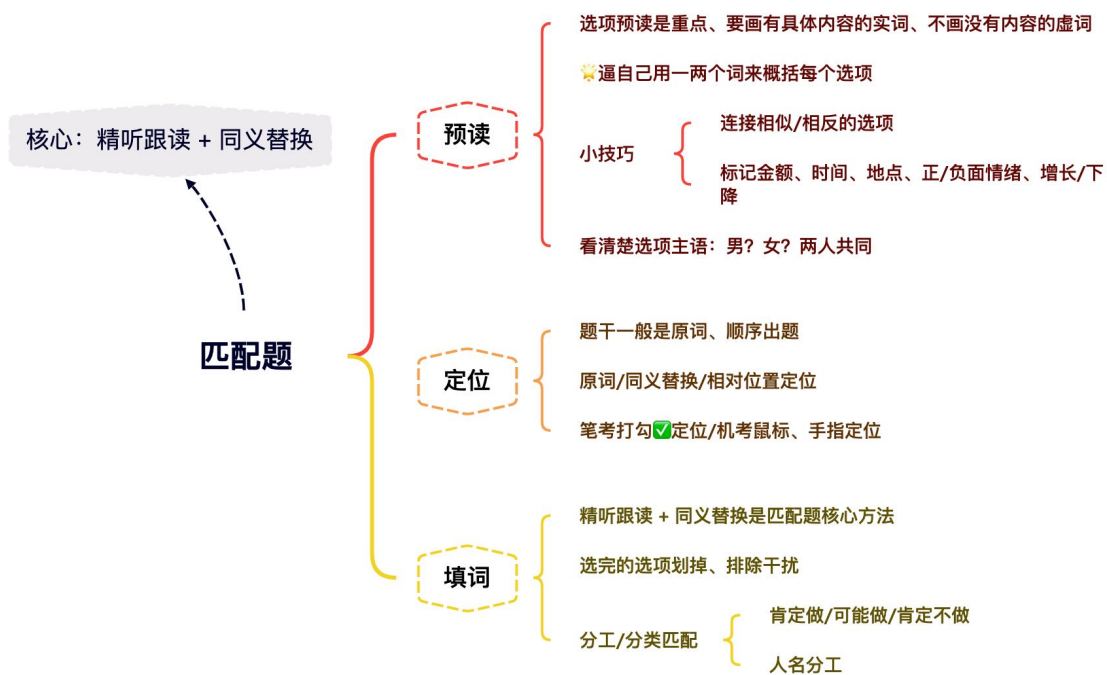 核心：精听跟读 + 同义替换
匹配题
预读
选项预读是重点、要画有具体内容的实词、不画没有内容的虚词
🌟逼自己用一两个词来概括每个选项
小技巧
连接相似/相反的选项
标记金额、时间、地点、正/负面情绪、增长/下
降
看清楚选项主语：男？女？两人共同
定位
题干一般是原词、顺序出题
原词/同义替换/相对位置定位
笔考打勾✅定位/机考鼠标、手指定位
填词
精听跟读 + 同义替换是匹配题核心方法
选完的选项划掉、排除干扰
分工/分类匹配
肯定做/可能做/肯定不做
人名分工